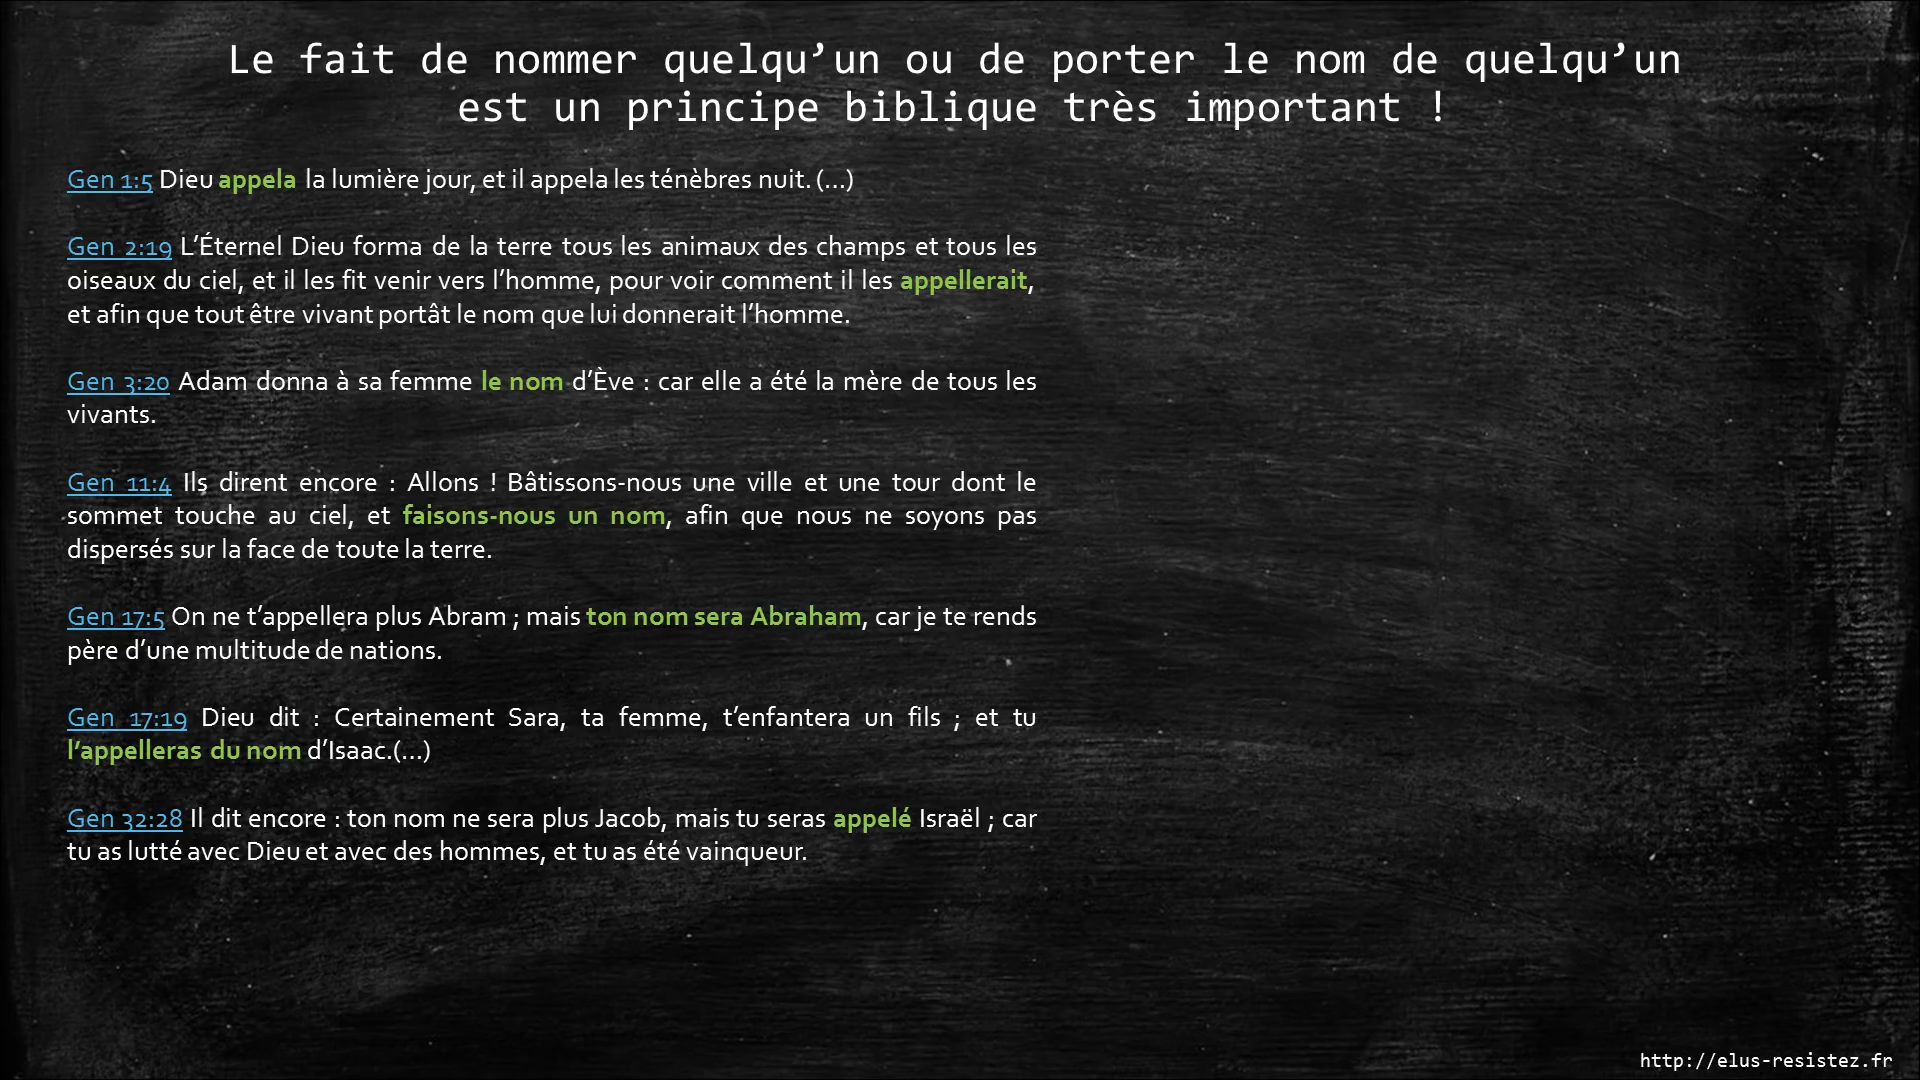 Le fait de nommer quelqu’un ou de porter le nom de quelqu’un
est un principe biblique très important !
Gen 1:5 Dieu appela la lumière jour, et il appela les ténèbres nuit. (…)
Gen 2:19 L’Éternel Dieu forma de la terre tous les animaux des champs et tous les
oiseaux du ciel, et il les fit venir vers l’homme, pour voir comment il les appellerait,
et afin que tout être vivant portât le nom que lui donnerait l’homme.
Gen 3:20 Adam donna à sa femme le nom d’Ève : car elle a été la mère de tous les
vivants.
Gen 11:4 Ils dirent encore : Allons ! Bâtissons-nous une ville et une tour dont le
sommet touche au ciel, et faisons-nous un nom, afin que nous ne soyons pas
dispersés sur la face de toute la terre.
Gen 17:5 On ne t’appellera plus Abram ; mais ton nom sera Abraham, car je te rends
père d’une multitude de nations.
Gen 17:19 Dieu dit : Certainement Sara, ta femme, t’enfantera un fils ; et tu
l’appelleras du nom d’Isaac.(…)
Gen 32:28 Il dit encore : ton nom ne sera plus Jacob, mais tu seras appelé Israël ; car
tu as lutté avec Dieu et avec des hommes, et tu as été vainqueur.
http://elus-resistez.fr